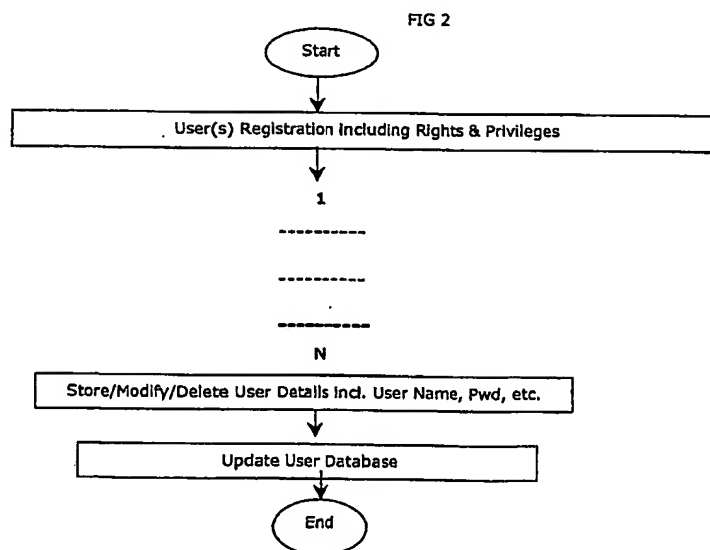 FIG 2
Start
User(s) Registration Including Rights & Privileges
1
N
Store/Modify/Delete User Details incl. User Name, Pwd, etc.
Update User Database
End